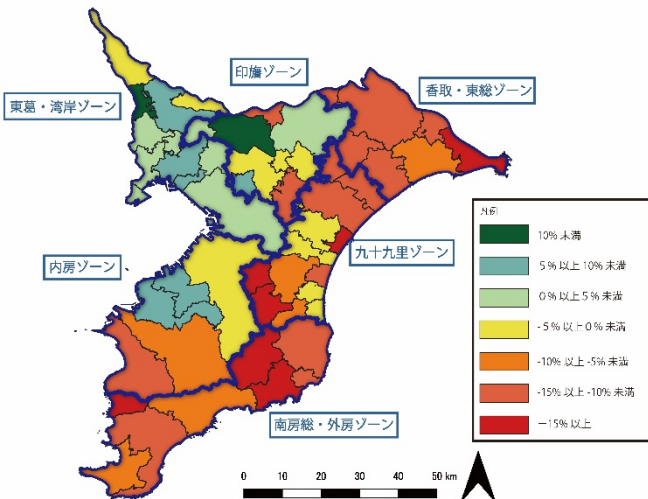 印旛ゾーン
香取・東総ゾーン
東葛・湾岸ゾーン
九十九里ゾーン
内房ゾーン
南房総・外房ゾーン
凡例
10% 未満
5% 以上 10% 未満
0% 以上 5% 未満
-5% 以上 0% 未満
-10% 以上 -5% 未満
-15% 以上 -10% 未満
－15% 以上
0 10 20 30 40 50 km